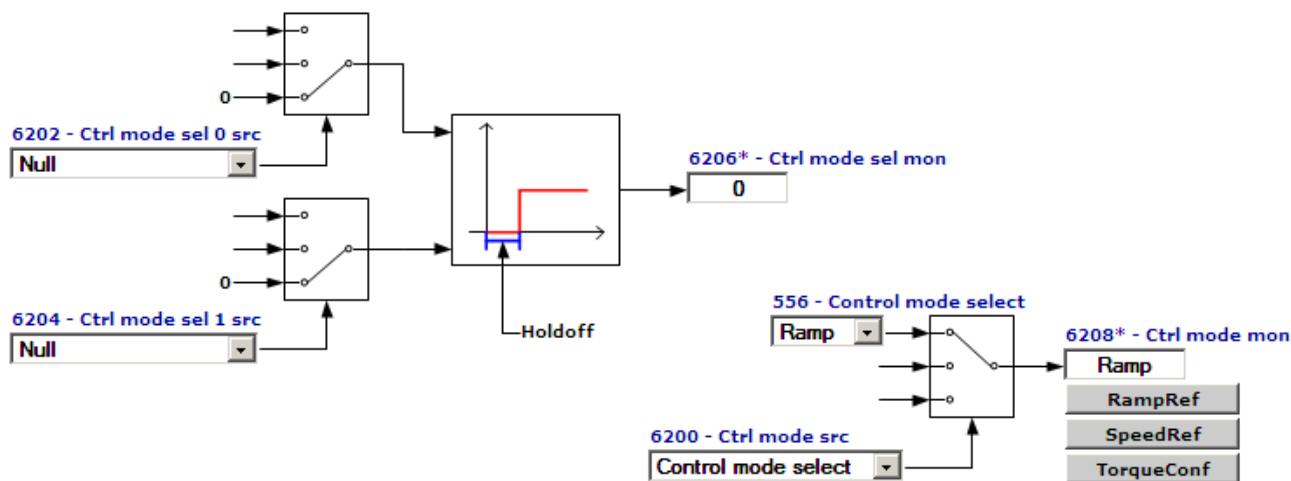 0
6202 - Ctrl mode sel 0 src
Null
6206* - Ctrl mode sel mon
0
0
6204 - Ctrl mode sel 1 src
Null
Holdoff
556 - Control mode select
Ramp
6208* - Ctrl mode mon
Ramp
RampRef
6200 - Ctrl mode src
SpeedRef
Control mode select
TorqueConf